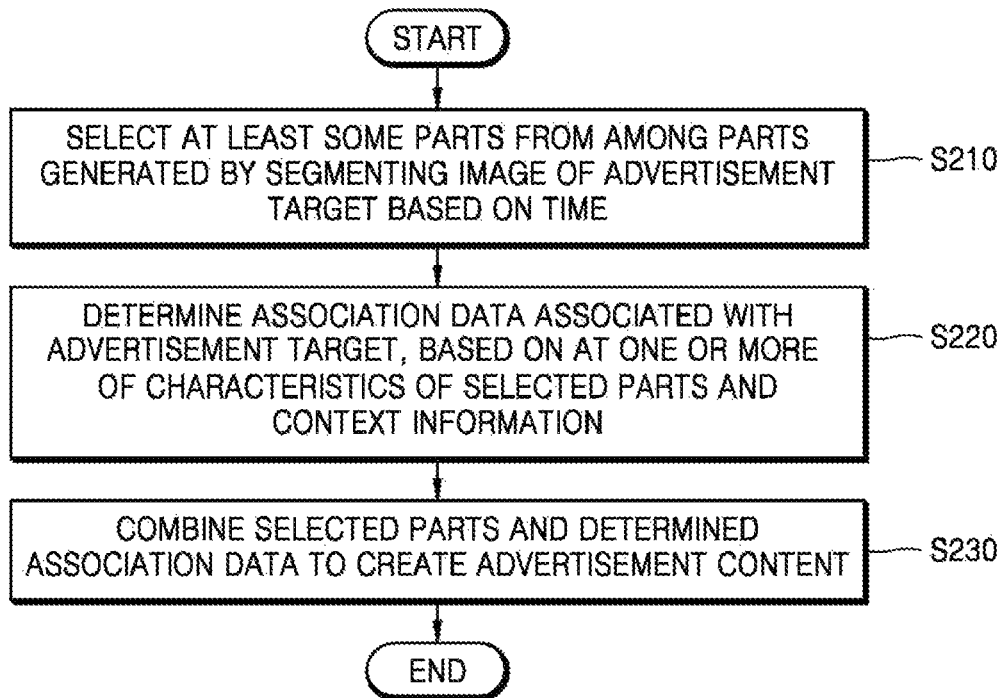 START
SELECT AT LEAST SOME PARTS FROM AMONG PARTS
GENERATED BY SEGMENTING IMAGE OF ADVERTISEMENT
TARGET BASED ON TIME
S210
DETERMINE ASSOCIATION DATA ASSOCIATED WITH
ADVERTISEMENT TARGET, BASED ON AT ONE OR MORE
OF CHARACTERISTICS OF SELECTED PARTS AND
CONTEXT INFORMATION
S220
COMBINE SELECTED PARTS AND DETERMINED
ASSOCIATION DATA TO CREATE ADVERTISEMENT CONTENT
S230
END